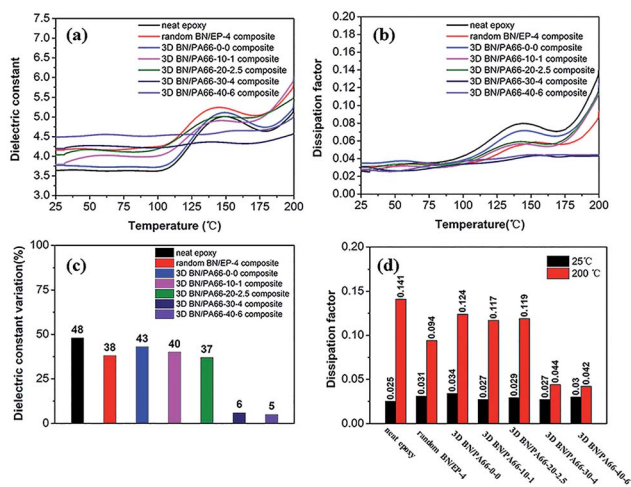 (a)
neat epoxy
random BN/EP-4 composite
3D BN/PA66-0-0 composite
3D BN/PA66-10-1 composite
3D BN/PA66-20-2.5 composite
3D BN/PA66-30-4 composite
3D BN/PA66-40-6 composite
Dielectric constant
7.5
7.0
6.5
6.0
5.5
5.0
4.5
4.0
3.5
25 50 75 100 125 150 175 200
Temperature (℃)
(b)
neat epoxy
random BN/EP-4 composite
3D BN/PA66-0-0 composite
3D BN/PA66-10-1 composite
3D BN/PA66-20-2.5 composite
3D BN/PA66-30-4 composite
3D BN/PA66-40-6 composite
Dissipation factor
0.20
0.18
0.16
0.14
0.12
0.10
0.08
0.06
0.04
0.02
0.00
25 50 75 100 125 150 175 200
Temperature(℃)
(c)
neat epoxy
random BN/EP-4 composite
3D BN/PA66-0-0 composite
3D BN/PA66-10-1 composite
3D BN/PA66-20-2.5 composite
3D BN/PA66-30-4 composite
3D BN/PA66-40-6 composite
Dielectric constant variation(%)
100
75
50
25
0
48 38 43 40 37 6 5
(d)
25℃
200 ℃
Dissipation factor
0.20
0.15
0.10
0.05
0.00
0.025 0.141 0.031 0.094 0.034 0.124 0.027 0.117 0.029 0.119 0.027 0.044 0.03 0.042
neat epoxy
random BN/EP-4
3D BN/PA66-0-0
3D BN/PA66-10-1
3D BN/PA66-20-2.5
3D BN/PA66-30-4
3D BN/PA66-40-6